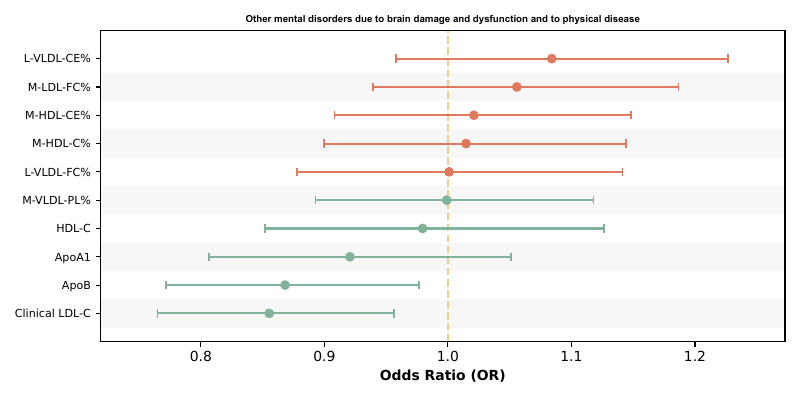 Other mental disorders due to brain damage and dysfunction and to physical disease
L-VLDL-CE%
M-LDL-FC%
M-HDL-CE%
M-HDL-C%
L-VLDL-FC%
M-VLDL-PL%
HDL-C
ApoA1
ApoB
Clinical LDL-C
0.8 0.9 1.0 1.1 1.2
Odds Ratio (OR)